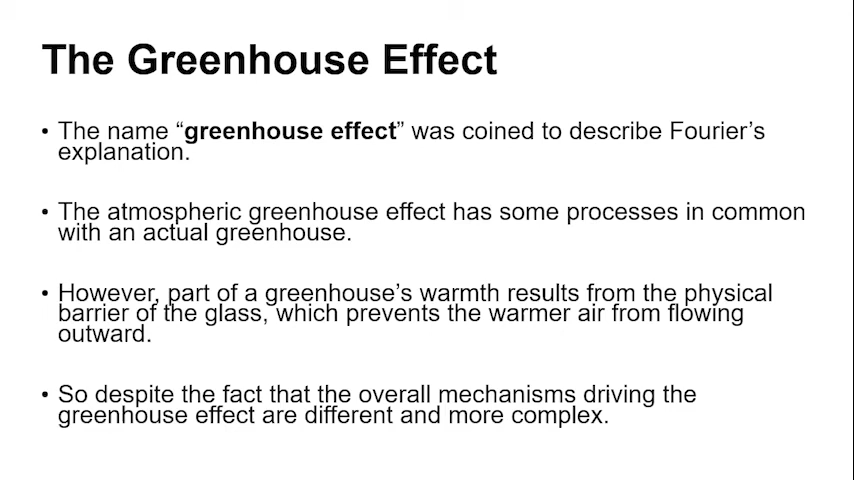 The Greenhouse Effect
• The name “greenhouse effect” was coined to describe Fourier’s
explanation.
• The atmospheric greenhouse effect has some processes in common
with an actual greenhouse.
• However, part of a greenhouse’s warmth results from the physical
barrier of the glass, which prevents the warmer air from flowing
outward.
• So despite the fact that the overall mechanisms driving the
greenhouse effect are different and more complex.